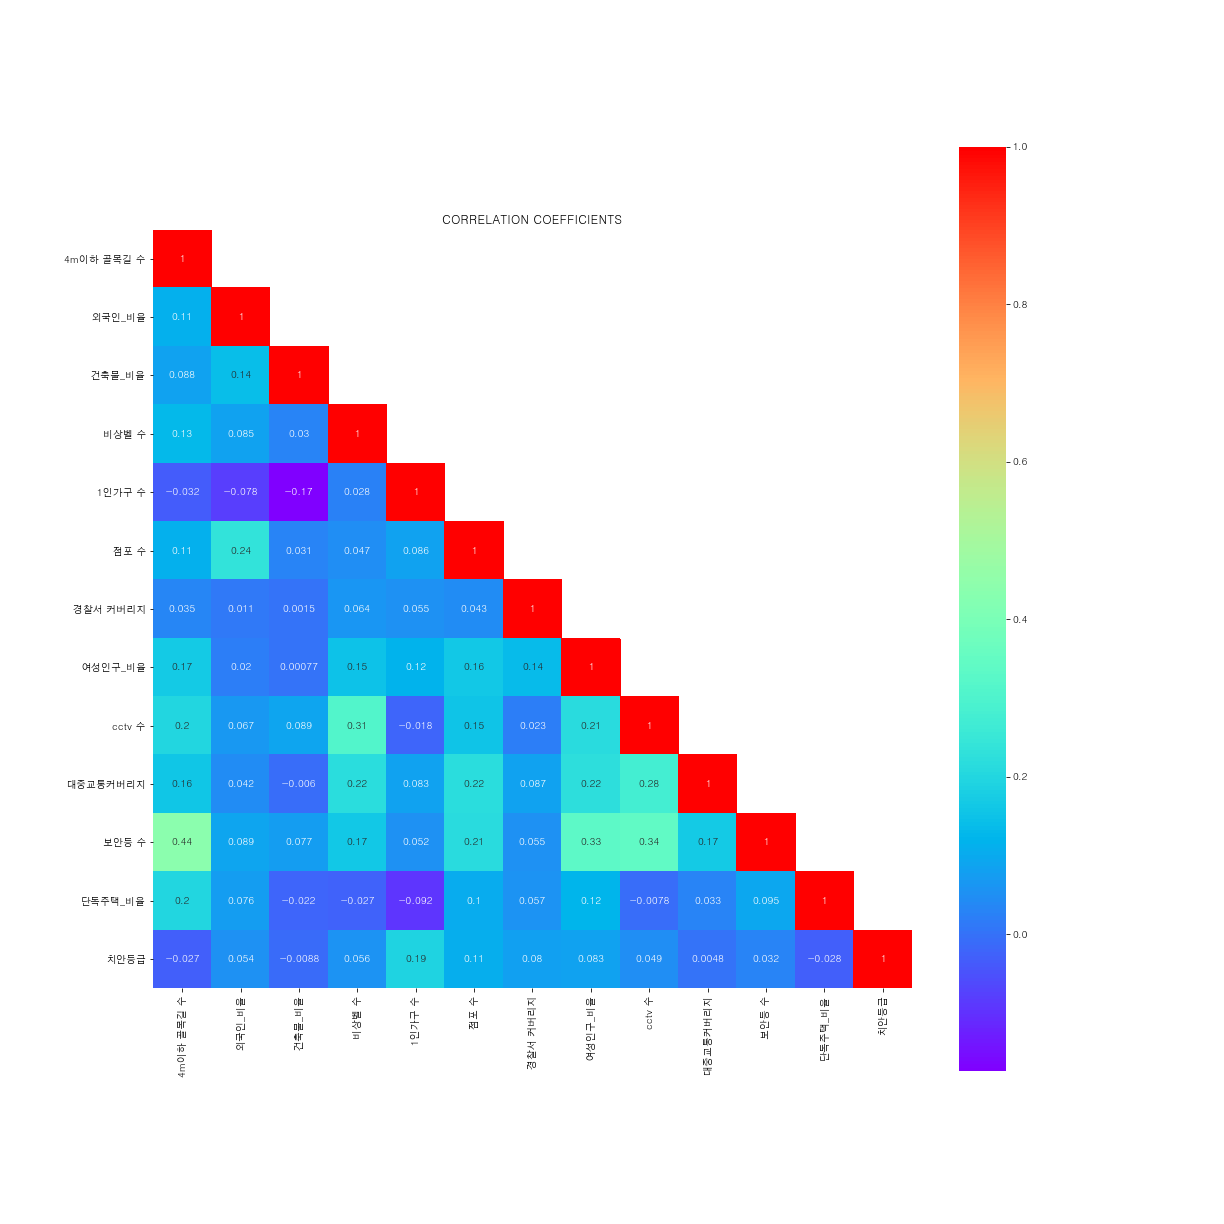 CORRELATION COEFFICIENTS
4m이하 골목길 수 1
외국인_비율 0.11 1
건축물_비율 0.088 0.14 1
비상벨 수 0.13 0.085 0.03 1
1인가구 수 −0.032 −0.078 −0.17 0.028 1
점포 수 0.11 0.24 0.031 0.047 0.086 1
경찰서 커버리지 0.035 0.011 0.0015 0.064 0.055 0.043 1
여성인구_비율 0.17 0.02 0.00077 0.15 0.12 0.16 0.14 1
cctv 수 0.2 0.067 0.089 0.31 −0.018 0.15 0.023 0.21 1
대중교통커버리지 0.16 0.042 −0.006 0.22 0.083 0.22 0.087 0.22 0.28 1
보안등 수 0.44 0.089 0.077 0.17 0.052 0.21 0.055 0.33 0.34 0.17 1
단독주택_비율 0.2 0.076 −0.022 −0.027 −0.092 0.1 0.057 0.12 −0.0078 0.033 0.095 1
치안등급 −0.027 0.054 −0.0088 0.056 0.19 0.11 0.08 0.083 0.049 0.0048 0.032 −0.028 1
4m이하 골목길 수
외국인_비율
건축물_비율
비상벨 수
1인가구 수
점포 수
경찰서 커버리지
여성인구_비율
cctv 수
대중교통커버리지
보안등 수
단독주택_비율
치안등급
1.0
0.8
0.6
0.4
0.2
0.0